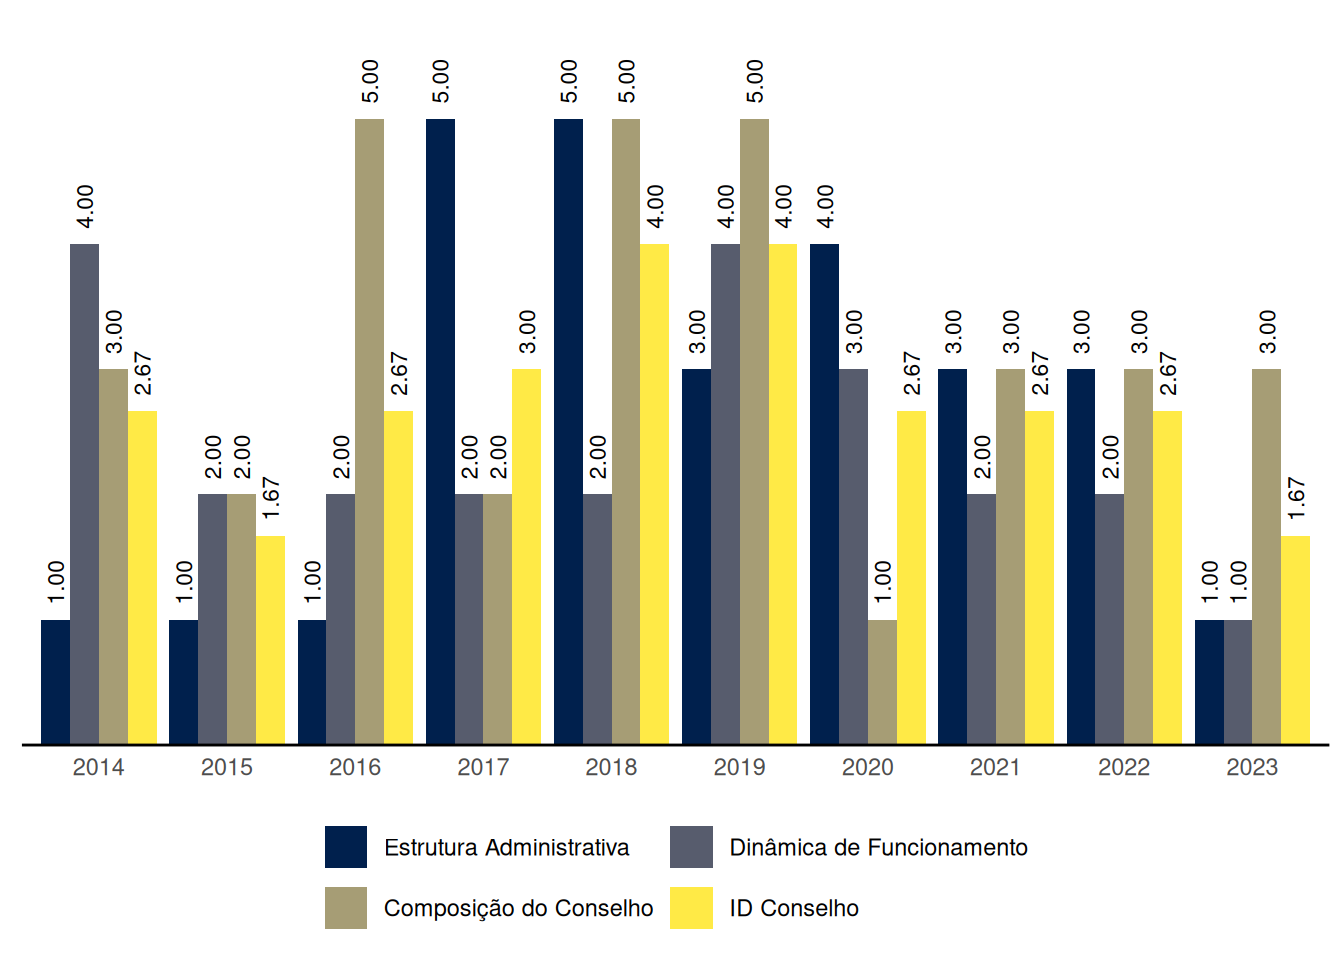 5.00 5.00 5.00 5.00 5.00
4.00 4.00 4.00 4.00 4.00
3.00 3.00 3.00 3.00 3.00 3.00 3.00 3.00 3.00
2.67 2.67 2.67 2.67 2.67
2.00 2.00 2.00 2.00 2.00 2.00 2.00 2.00
1.67 1.67
1.00 1.00 1.00 1.00 1.00 1.00
2014 2015 2016 2017 2018 2019 2020 2021 2022 2023
Estrutura Administrativa Dinâmica de Funcionamento
Composição do Conselho ID Conselho